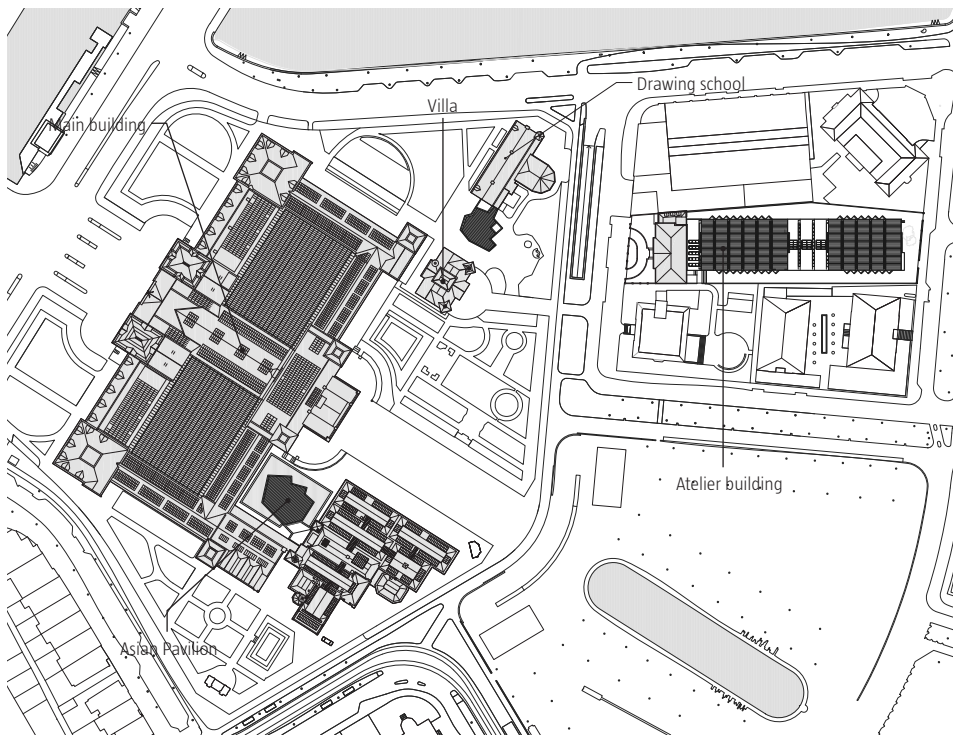 Drawing school
Villa
Main building
Atelier building
Asian Pavilion